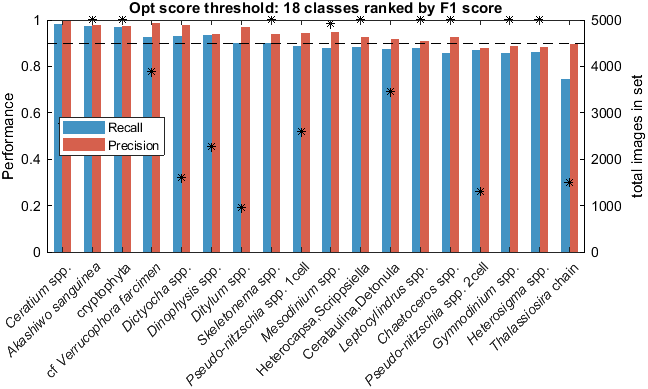 Opt score threshold: 18 classes ranked by F1 score
Performance
1
0.8
0.6
0.4
0.2
0
Recall
Precision
5000
4000
3000
2000
1000
0
total images in set
Ceratium spp.
Akashiwo sanguinea
cryptophyta
cf Verrucophora farcimen
Dictyocha spp.
Dinophysis spp.
Ditylum spp.
Skeletonema spp.
Pseudo-nitzschia spp. 1cell
Mesodinium spp.
Heterocapsa,Scrippsiella
Cerataulina,Detonula
Leptocylindrus spp.
Chaetoceros spp.
Pseudo-nitzschia spp. 2cell
Gymnodinium spp.
Heterosigma spp.
Thalassiosira chain